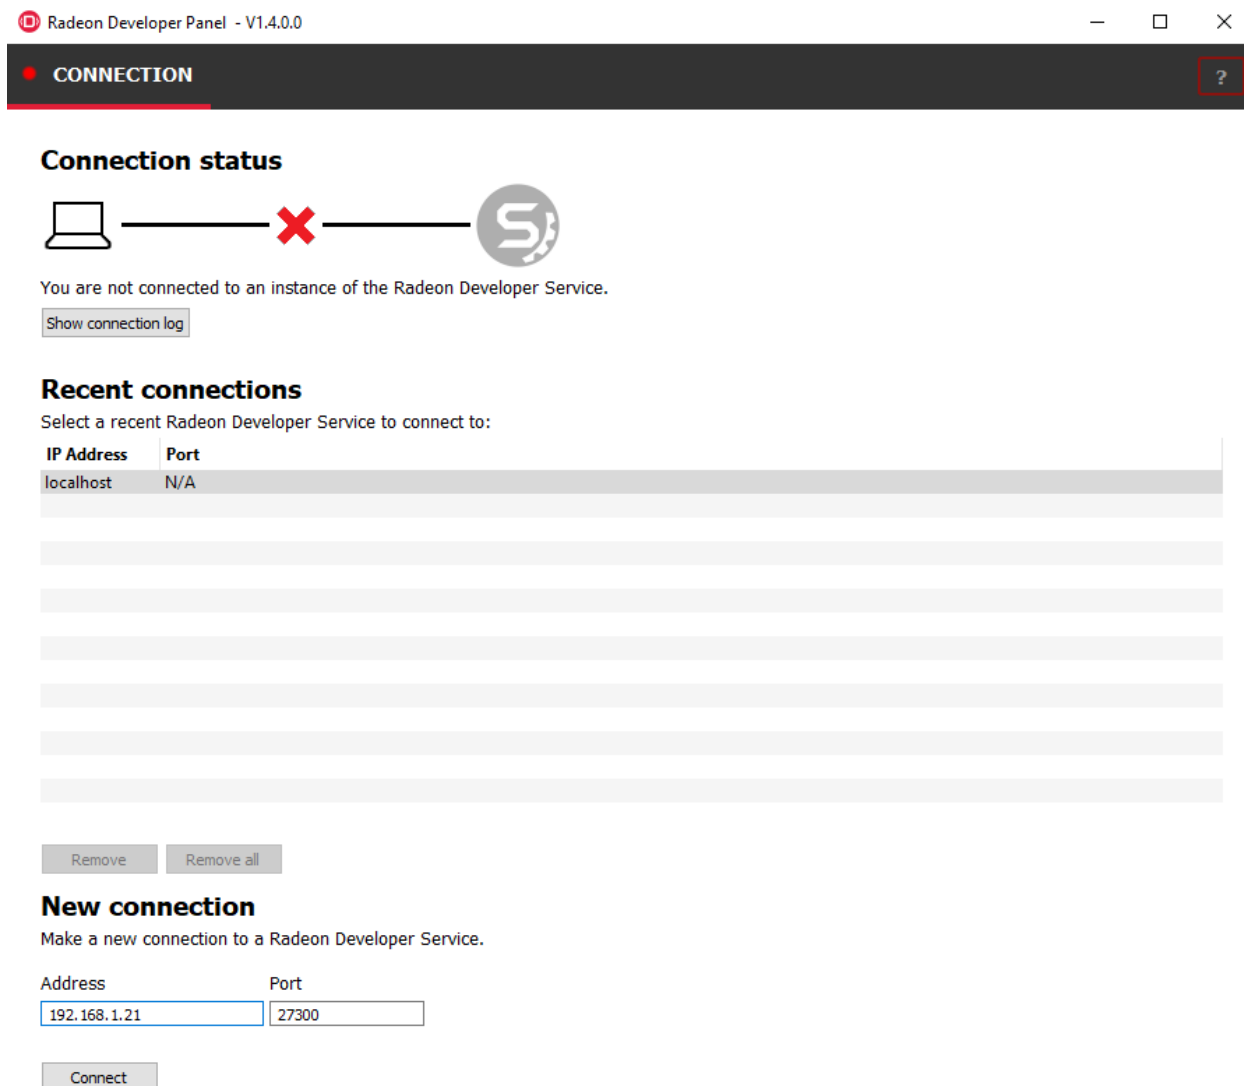 Radeon Developer Panel - V1.4.0.0
CONNECTION
?
Connection status
You are not connected to an instance of the Radeon Developer Service.
Show connection log
Recent connections
Select a recent Radeon Developer Service to connect to:
IP Address Port
localhost N/A
Remove Remove all
New connection
Make a new connection to a Radeon Developer Service.
Address Port
192.168.1.21 27300
Connect